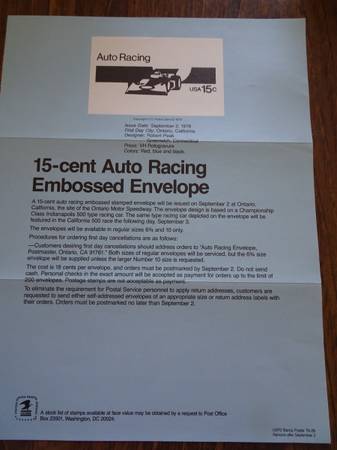 Auto Racing
USA 15c
Issue Date: September 2, 1978
First Day City: Ontario, California
Designer: Robert Peak
Greenwich, Connecticut
Press: VH Rotogravure
Colors: Red, blue and black
15-cent Auto Racing
Embossed Envelope
A 15-cent auto racing embossed stamped envelope will be issued on September 2 at Ontario,
California, the site of the Ontario Motor Speedway. The envelope design is based on a Championship
Class Indianapolis 500 type racing car. The same type racing car depicted on the envelope will be
featured in the California 500 race the following day, September 3.
The envelopes will be available in regular sizes 6¾ and 10 only.
Procedures for ordering first day cancellations are as follows:
—Customers desiring first day cancellations should address orders to "Auto Racing Envelope,
Postmaster, Ontario, CA 91761." Both sizes of regular envelopes will be serviced, but the 6¾ size
envelope will be supplied unless the larger Number 10 size is requested.
The cost is 18 cents per envelope, and orders must be postmarked by September 2. Do not send
cash. Personal checks in the exact amount will be accepted as payment for orders up to the limit of
200 envelopes. Postage stamps are not acceptable as payment.
To eliminate the requirement for Postal Service personnel to apply return addresses, customers are
requested to send either self-addressed envelopes of an appropriate size or return address labels with
their orders. Orders must be postmarked no later than September 2.
A stock list of stamps available at face value may be obtained by a request to Post Office
Box 23501, Washington, DC 20024.